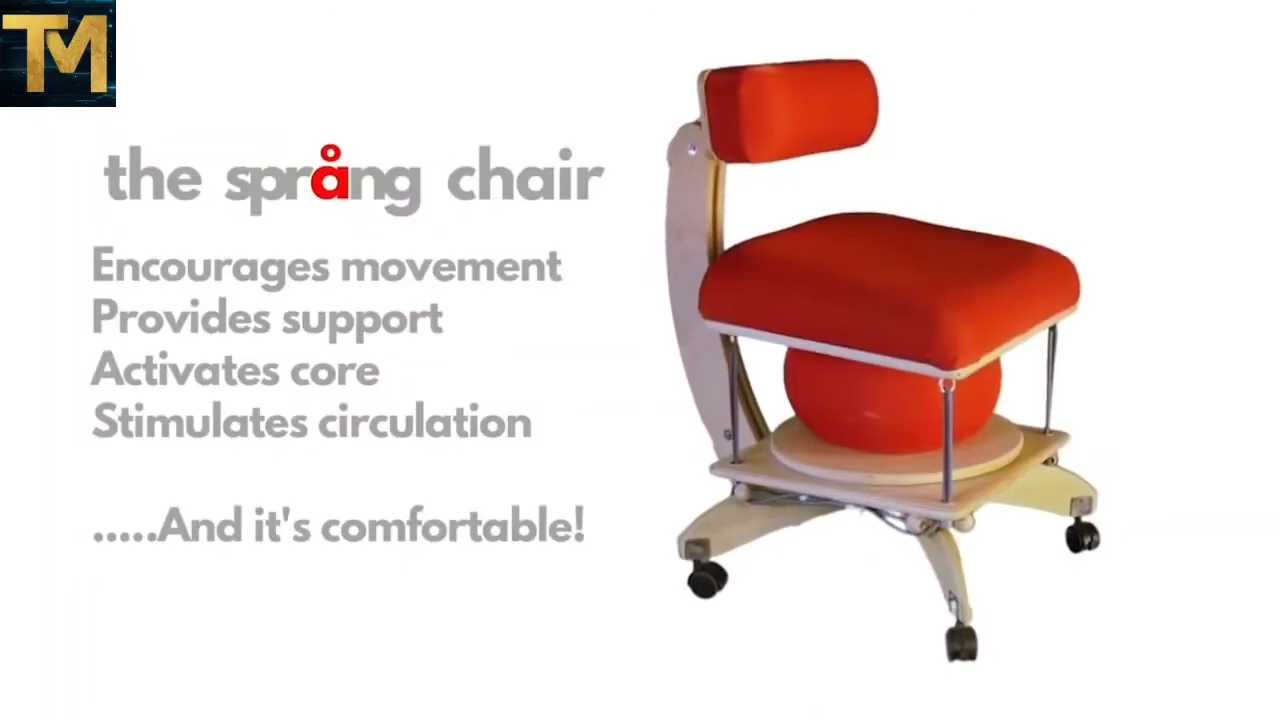 TM
the språng chair
Encourages movement
Provides support
Activates core
Stimulates circulation
.....And it's comfortable!